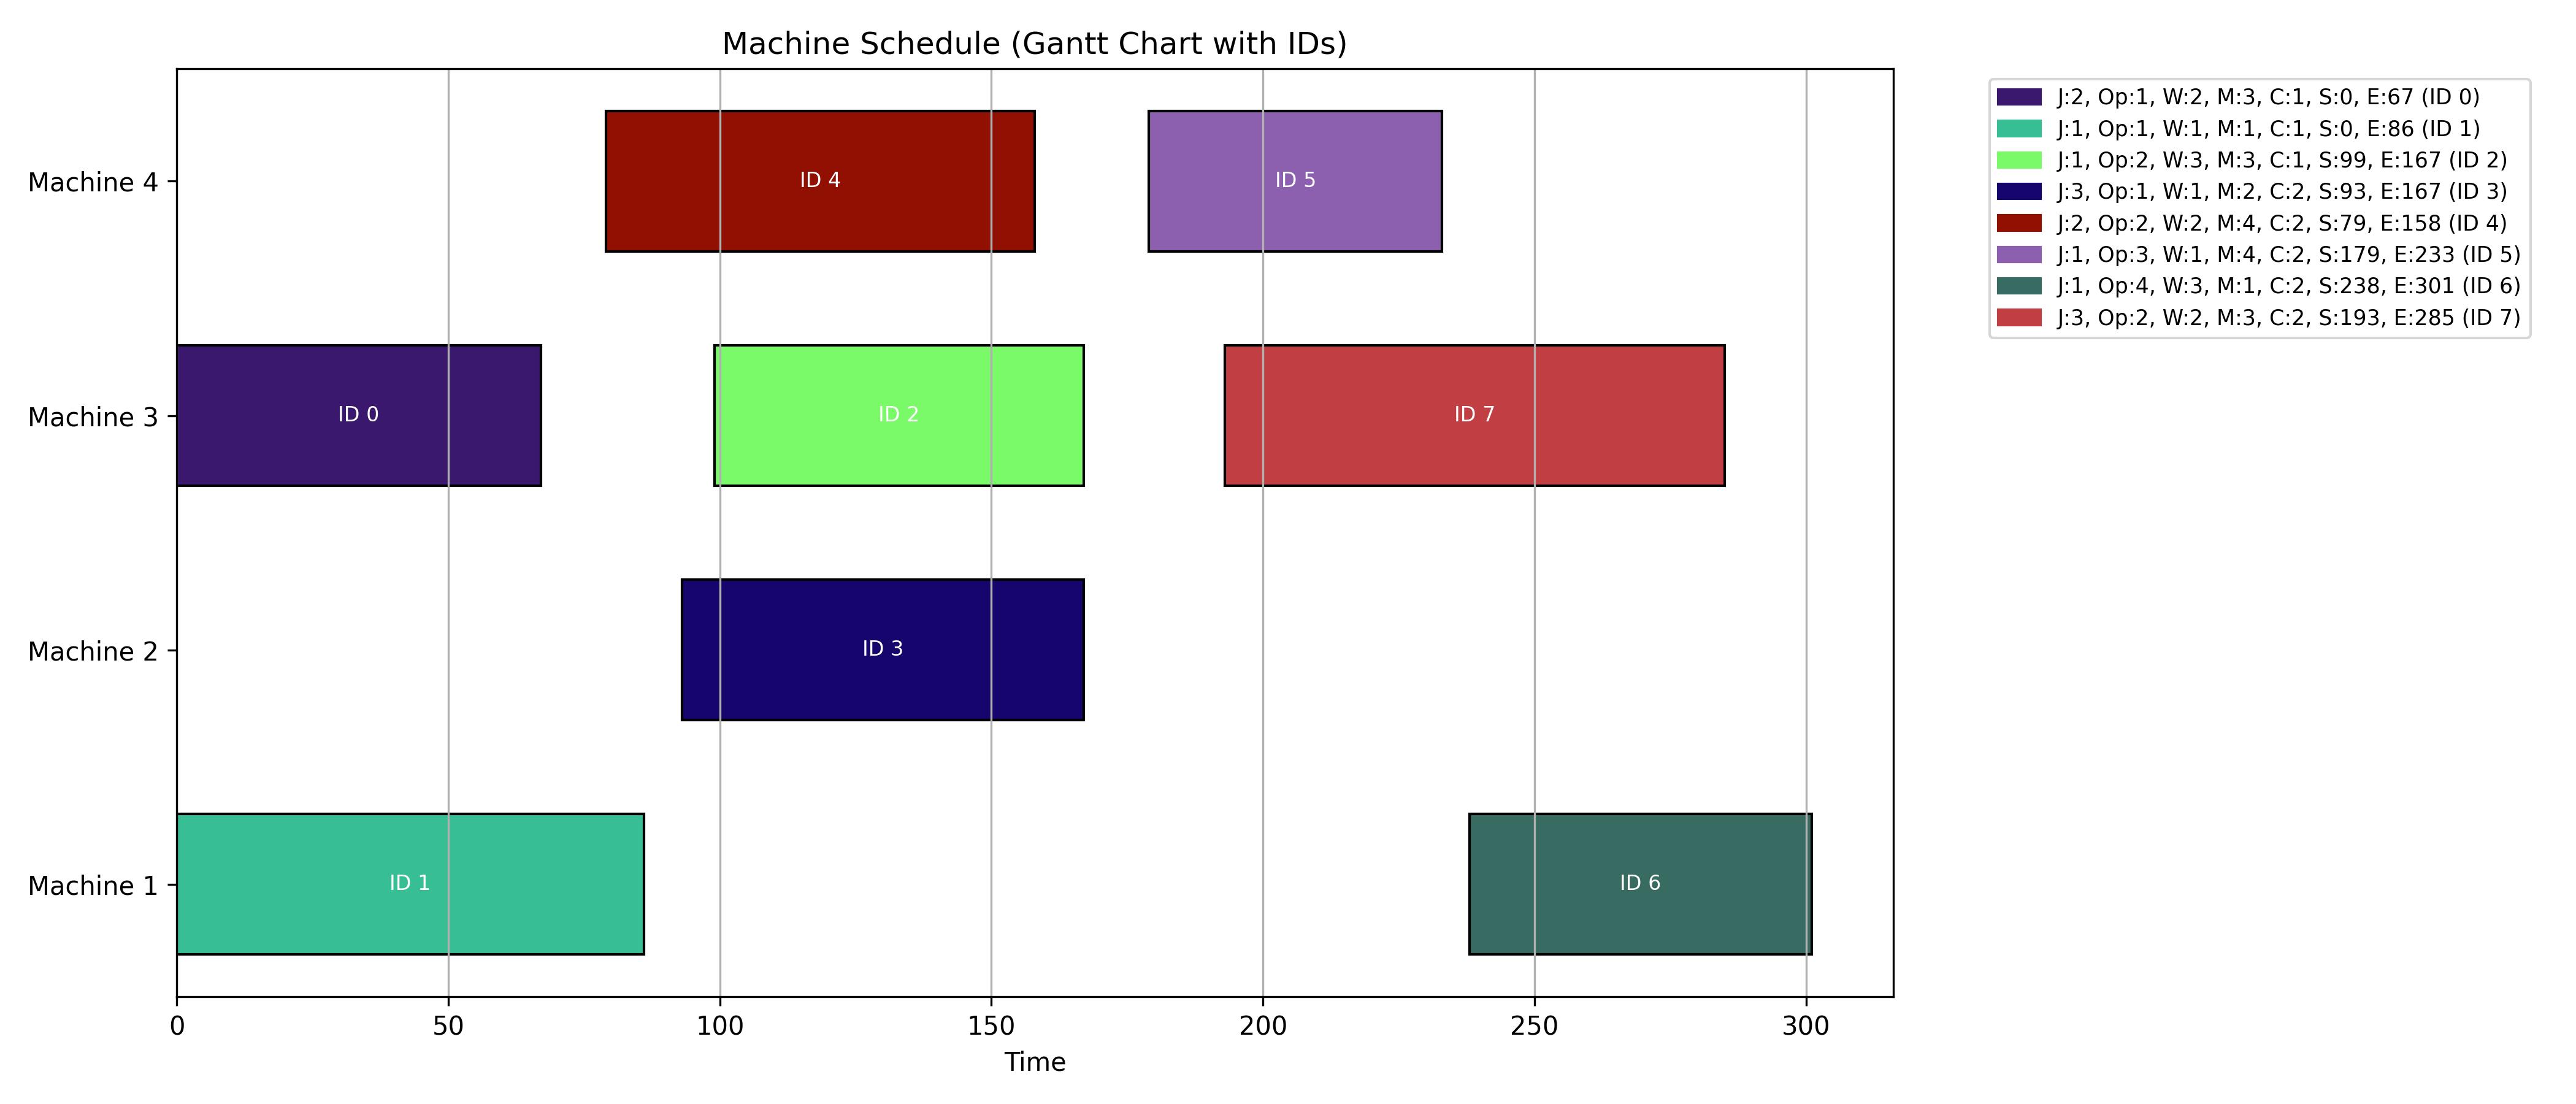 Machine Schedule (Gantt Chart with IDs)
Machine 4
Machine 3
Machine 2
Machine 1
ID 4
ID 5
ID 0
ID 2
ID 7
ID 3
ID 1
ID 6
0 50 100 150 200 250 300
Time
J:2, Op:1, W:2, M:3, C:1, S:0, E:67 (ID 0)
J:1, Op:1, W:1, M:1, C:1, S:0, E:86 (ID 1)
J:1, Op:2, W:3, M:3, C:1, S:99, E:167 (ID 2)
J:3, Op:1, W:1, M:2, C:2, S:93, E:167 (ID 3)
J:2, Op:2, W:2, M:4, C:2, S:79, E:158 (ID 4)
J:1, Op:3, W:1, M:4, C:2, S:179, E:233 (ID 5)
J:1, Op:4, W:3, M:1, C:2, S:238, E:301 (ID 6)
J:3, Op:2, W:2, M:3, C:2, S:193, E:285 (ID 7)